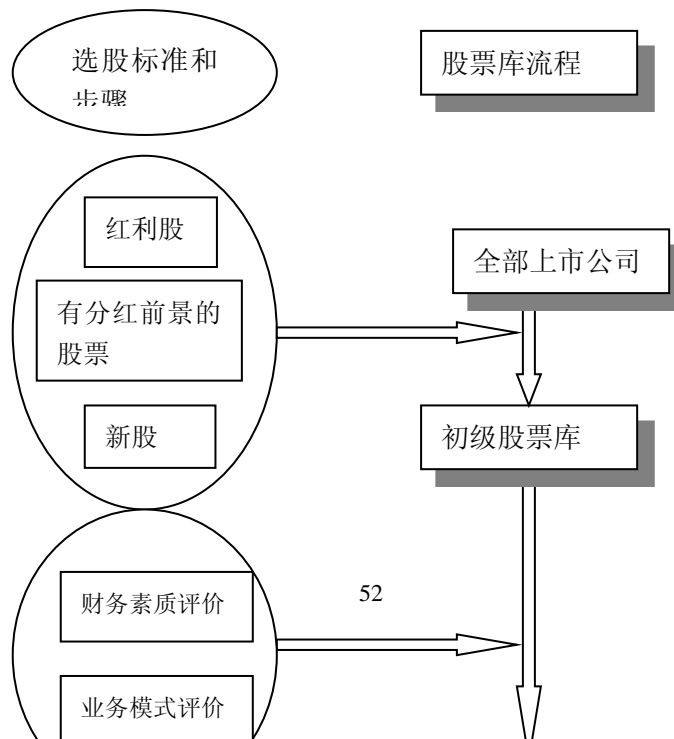 选股标准和
步骤
股票库流程
红利股
全部上市公司
有分红前景的
股票
新股
初级股票库
财务素质评价
52
业务模式评价